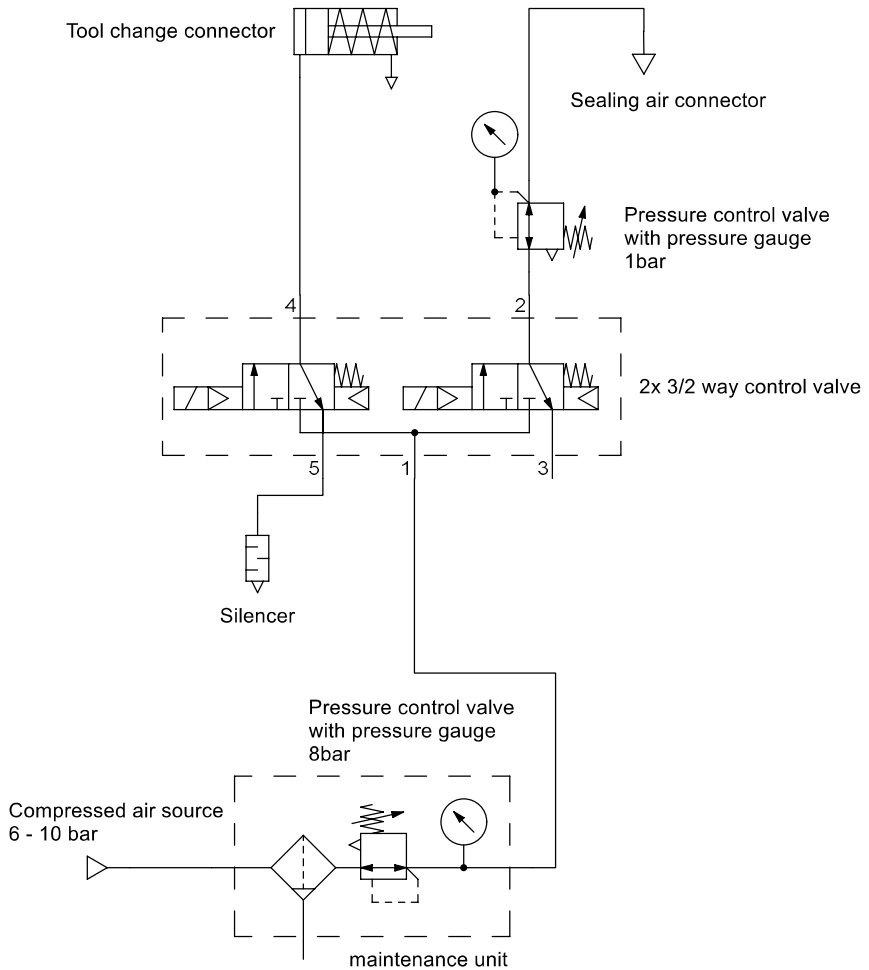 Tool change connector
Sealing air connector
Pressure control valve
with pressure gauge
1bar
4
2
2x 3/2 way control valve
5
1
3
Silencer
Pressure control valve
with pressure gauge
8bar
Compressed air source
6 - 10 bar
maintenance unit